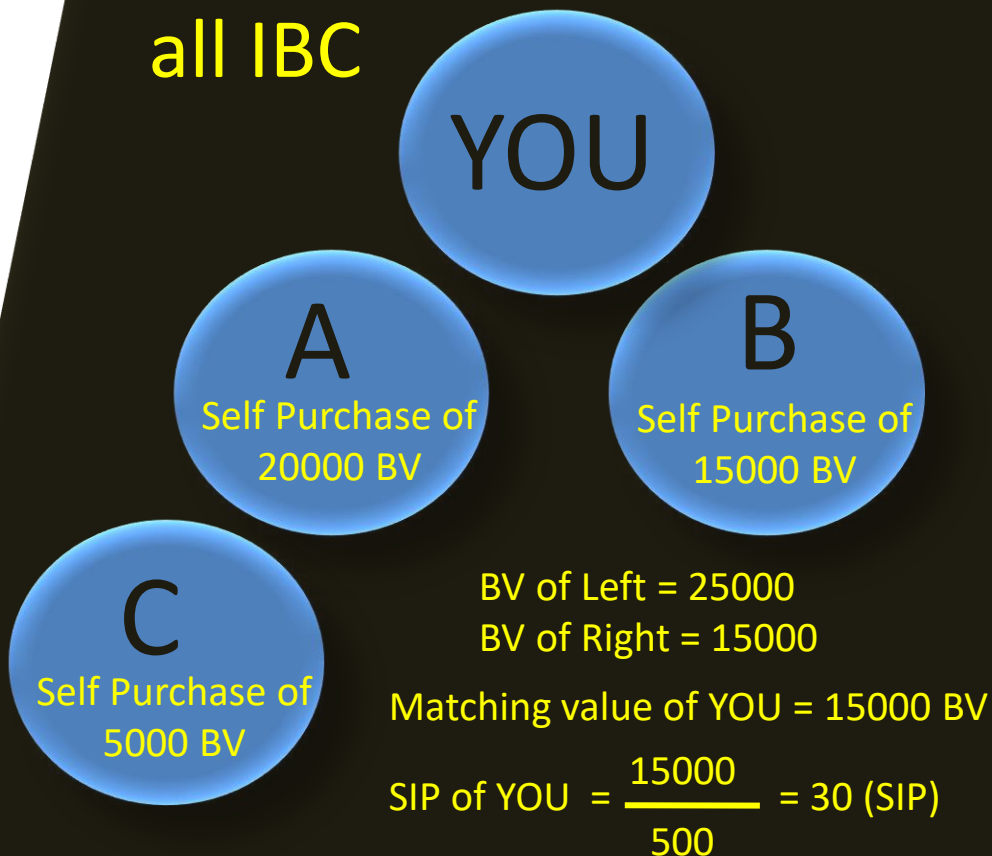 all IBC
YOU
A
Self Purchase of
20000 BV
B
Self Purchase of
15000 BV
C
Self Purchase of
5000 BV
BV of Left = 25000
BV of Right = 15000
Matching value of YOU = 15000 BV
15000
SIP of YOU = = 30 (SIP)
500